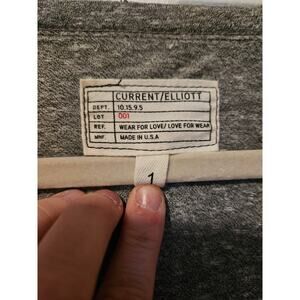 CURRENT/ELLIOTT
DEPT. 10.15.9.5
LOT 001
REF. WEAR FOR LOVE/ LOVE FOR WEAR
MNF. MADE IN U.S.A
1